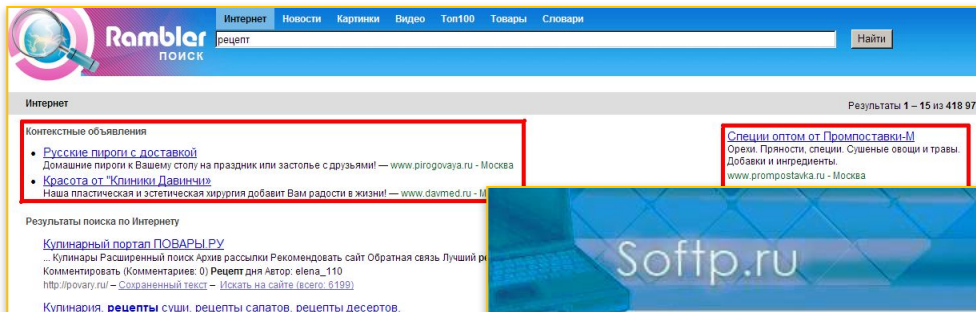 Интернет Новости Картинки Видео Топ100 Товары Словари
Rambler
ПОИСК
рецепт
Найти
Интернет
Результаты 1 – 15 из 418 97
Контекстные объявления
Русские пироги с доставкой
Домашние пироги к Вашему столу на праздник или застолье с друзьями! — www.pirogovaya.ru - Москва
Красота от "Клиники Давинчи»
Наша пластическая и эстетическая хирургия добавит Вам радости в жизни! — www.davmed.ru - М
Специи оптом от Промпоставки-М
Орехи. Пряности, специи. Сушеные овощи и травы.
Добавки и ингредиенты.
www.prompostavka.ru - Москва
Результаты поиска по Интернету
Кулинарный портал ПОВАРЫ.РУ
... Кулинары Расширенный поиск Архив рассылки Рекомендовать сайт Обратная связь Лучший
Комментировать (Комментариев: 0) Рецепт дня Автор: elena_110
http://povary.ru/ – Сохраненный текст – Искать на сайте (всего: 6199)
Кулинария, рецепты суши, рецепты салатов, рецепты десертов.
Softp.ru